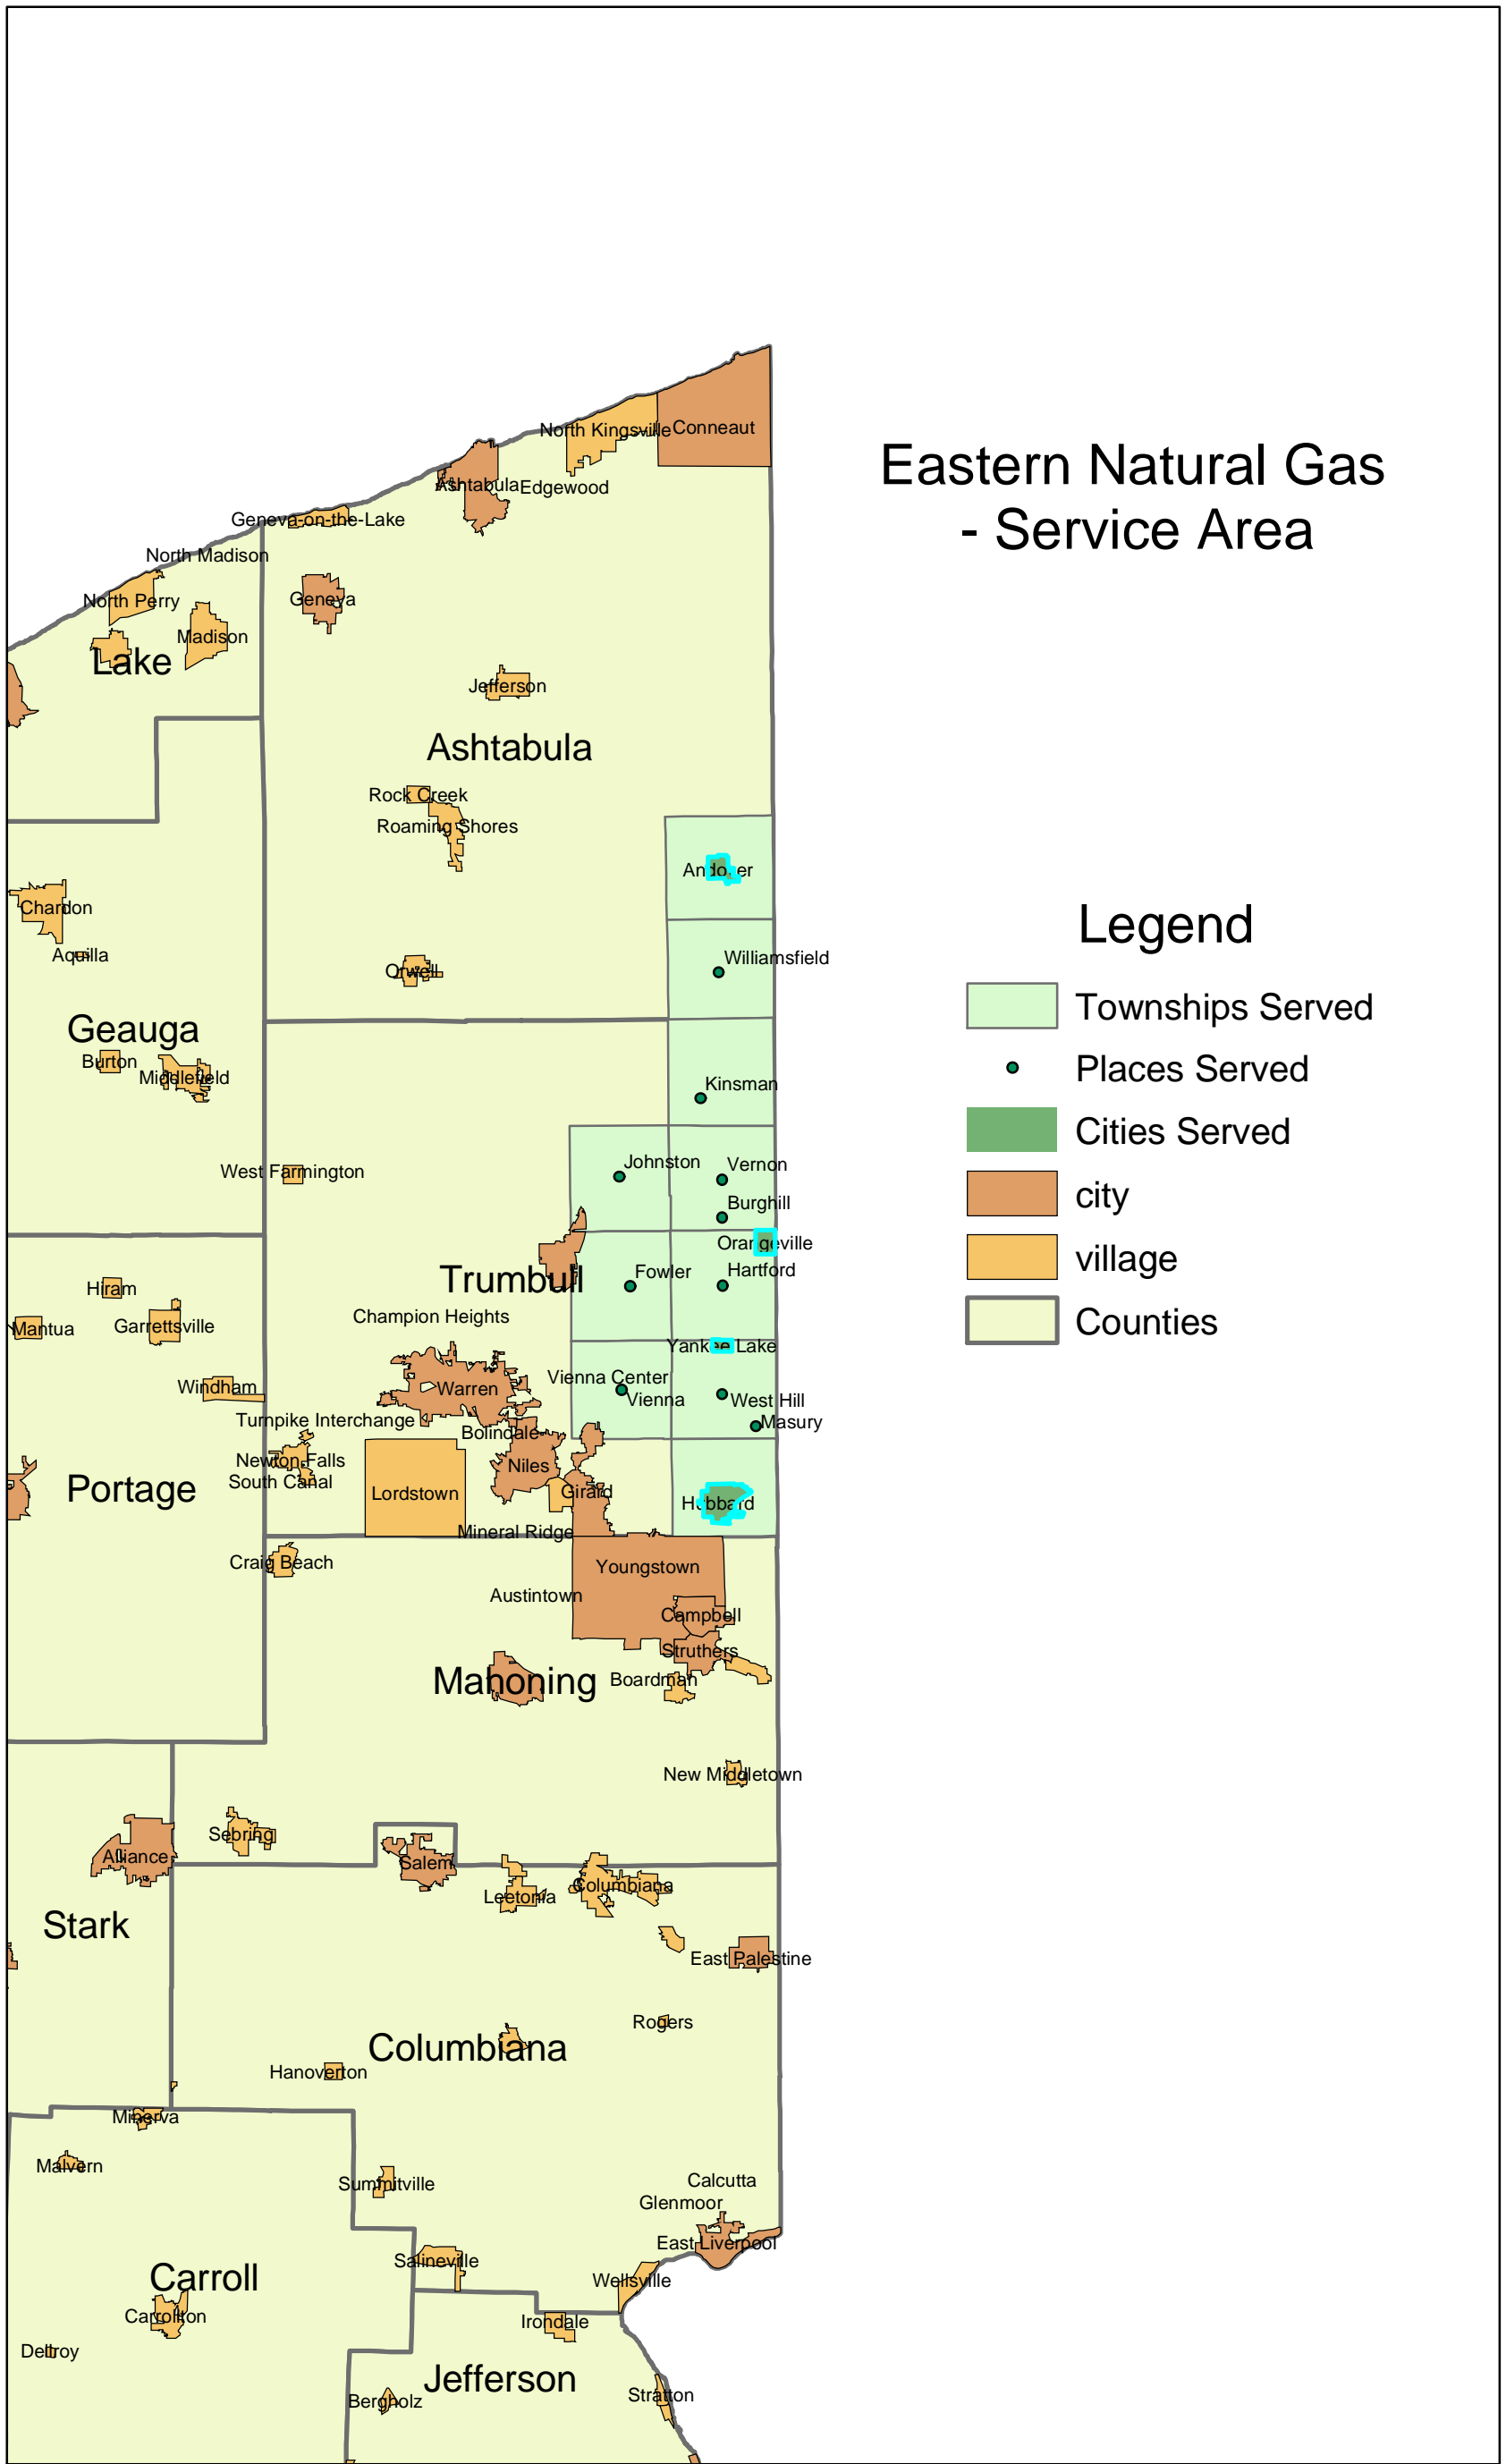 Eastern Natural Gas
- Service Area
North Kingsville
Conneaut
Ashtabula
Edgewood
Geneva-on-the-Lake
North Madison
North Perry
Geneva
Madison
Lake
Jefferson
Ashtabula
Rock Creek
Roaming Shores
Andover
Chardon
Aquilla
Williamsfield
Orwell
Geauga
Burton
Middlefield
Kinsman
West Farmington
Johnston
Vernon
Burghill
Orangeville
Trumbull
Fowler
Hartford
Hiram
Champion Heights
Mantua
Garrettsville
Yankee Lake
Windham
Warren
Vienna Center
Vienna
West Hill
Turnpike Interchange
Masury
Bolindale
Newton Falls
Niles
South Canal
Portage
Lordstown
Girard
Hubbard
Mineral Ridge
Craig Beach
Youngstown
Austintown
Campbell
Struthers
Mahoning
Boardman
New Middletown
Sebring
Alliance
Salem
Leetonia
Columbiana
Stark
East Palestine
Rogers
Columbiana
Hanoverton
Minerva
Malvern
Summitville
Calcutta
Glenmoor
East Liverpool
Salineville
Carroll
Wellsville
Carrollton
Irondale
Dellroy
Jefferson
Bergholz
Stratton
Legend
Townships Served
Places Served
Cities Served
city
village
Counties